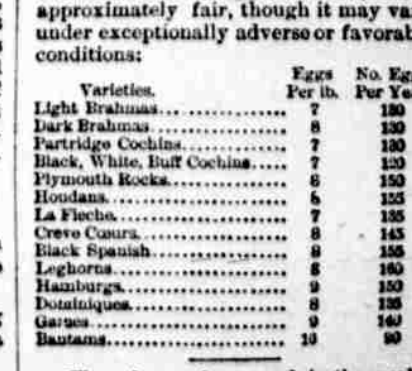 approximately fair, though it may va
under exceptionally adverse or favorab
conditions:
Eggs No. Eg
Varieties. Per lb. Per Ye
Light Brahmas 7 130
Dark Brahmas 8 130
Partridge Cochins 7 130
Black, White, Buff Cochins 7 120
Plymouth Rocks 8 150
Houdans 8 155
La Fleche 7 135
Creve Cœurs 8 145
Black Spanish 8 155
Leghorns 8 160
Hamburgs 9 150
Dominiques 8 135
Games 9 140
Bantams 10 90